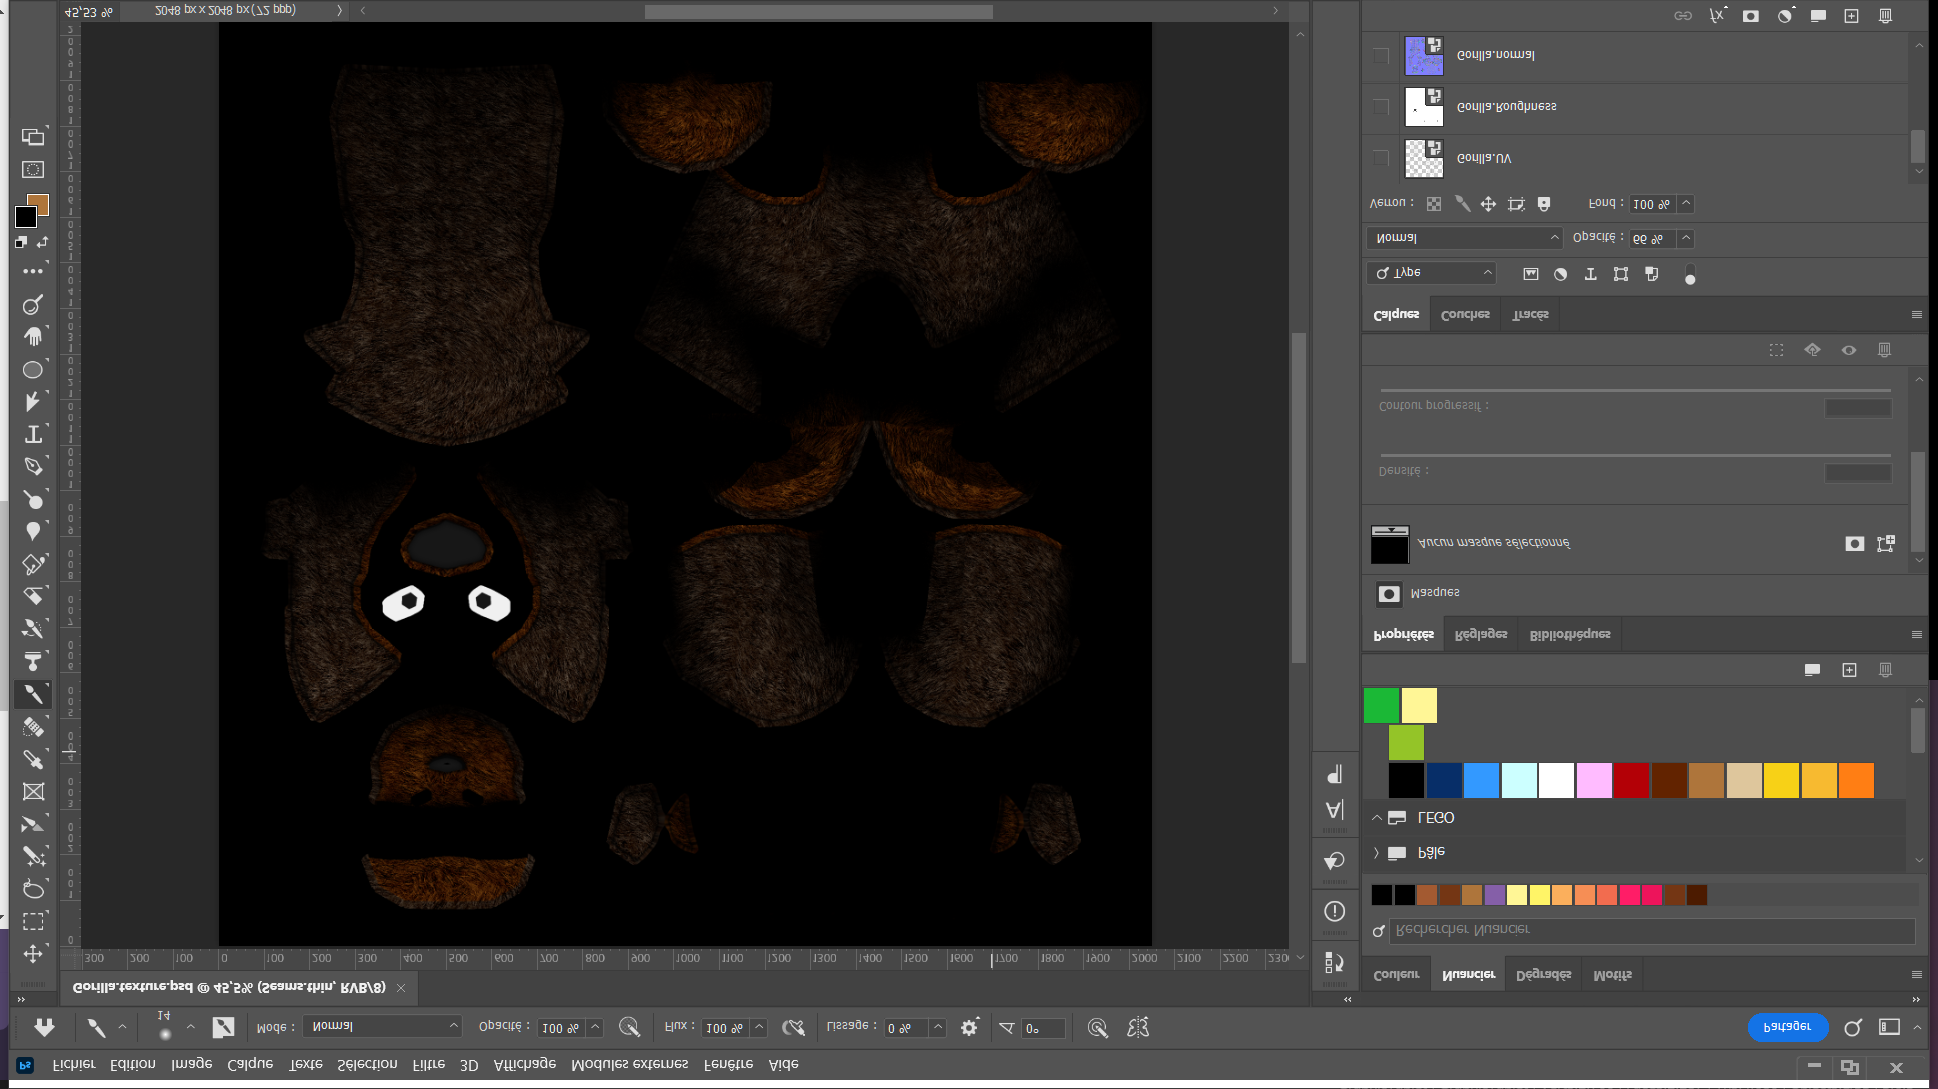 Fichier Edition Image Calque Texte Sélection Filtre 3D Affichage Modules externes Fenêtre Aide
14 Mode : Normal Opacité : 100 % Flux : 100 % Lissage : 0 % 0° Partager
Gorilla.texture.psd @ 45,5% (Seams.thin, RVB/8)
300 200 100 0 100 200 300 400 500 600 700 800 900 1000 1100 1200 1300 1400 1500 1600 1700 1800 1900 2000 2100 2200 2300
Couleur Nuancier Dégradés Motifs
Rechercher Nuancier
Pâle
LEGO
Propriétés Réglages Bibliothèques
Masques
Aucun masque sélectionné
Densité :
Contour progressif :
Calques Couches Tracés
Type
Normal Opacité : 66 %
Verrou : Fond : 100 %
Gorilla.UV
Gorilla.Roughness
Gorilla.normal
fx
45,53 % 2048 px x 2048 px (72 ppp)